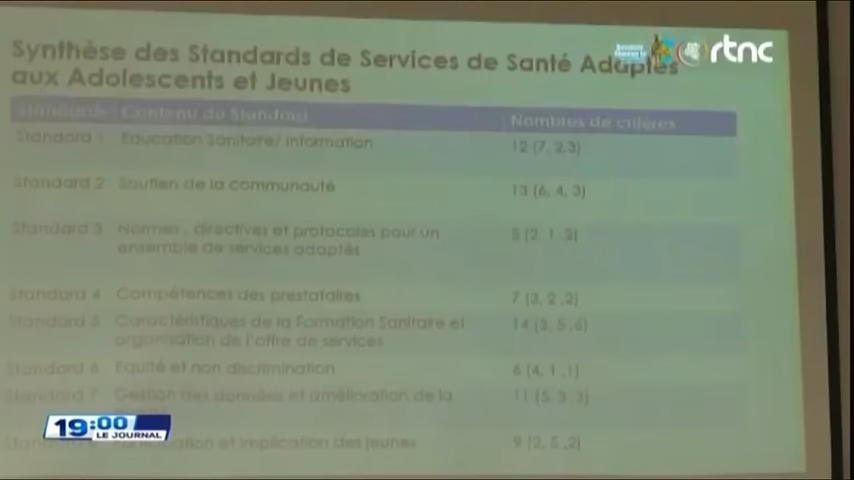 rtnc
Synthèse des Standards de Services de Santé Adaptés
aux Adolescents et Jeunes
Standards Contenu du Standard Nombres de critères
Standard 1 Education Sanitaire/ Information 12 (7, 2,3)
Standard 2 Soutien de la communauté 13 (6, 4, 3)
Standard 3 Normes, directives et protocoles pour un
ensemble de services adaptés 5 (2, 1 ,2)
Standard 4 Compétences des prestataires 7 (3, 2 ,2)
Standard 5 Caractéristiques de la Formation Sanitaire et
organisation de l'offre de services 14 (3, 5 ,6)
Standard 6 Equité et non discrimination 6 (4, 1 ,1)
Standard 7 Gestion des données et amélioration de la 11 (5, 3 ,3)
et implication des jeunes 9 (2, 5 ,2)
19:00
LE JOURNAL